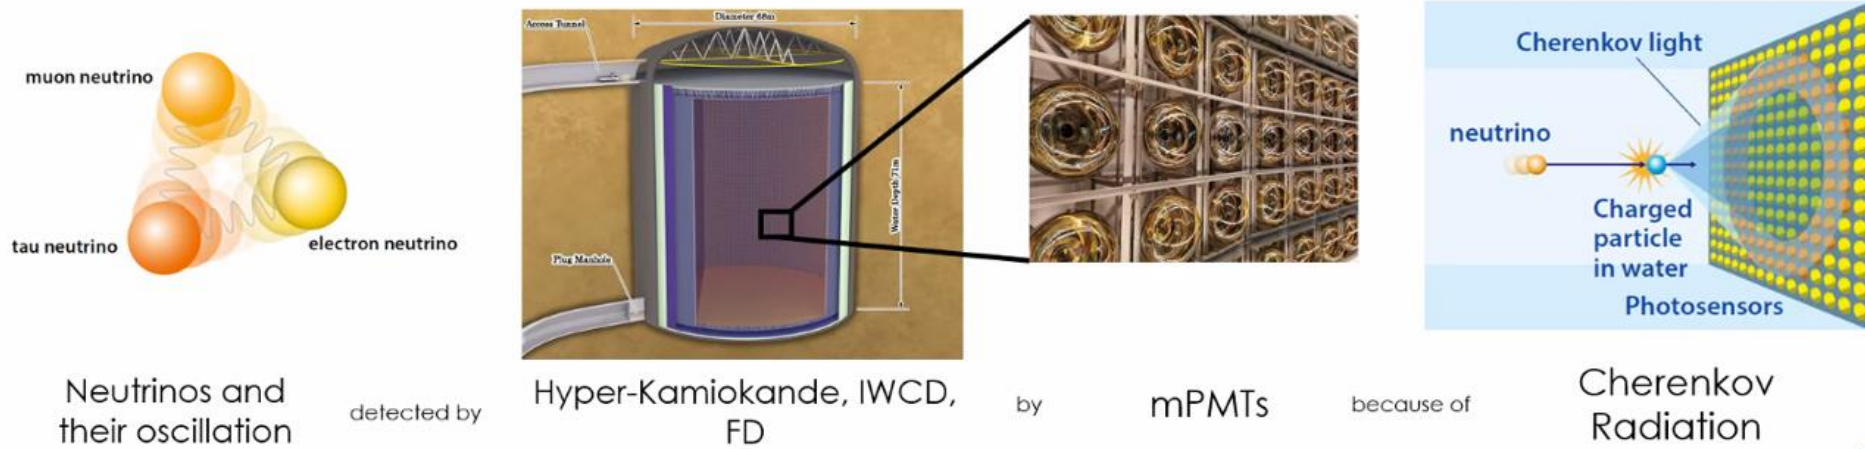 muon neutrino
tau neutrino
electron neutrino
Access Tunnel
Diameter 68m
Water Depth 71m
Plug Manhole
Cherenkov light
neutrino
Charged
particle
in water
Photosensors
Neutrinos and
their oscillation
detected by
Hyper-Kamiokande, IWCD,
FD
by
mPMTs
because of
Cherenkov
Radiation